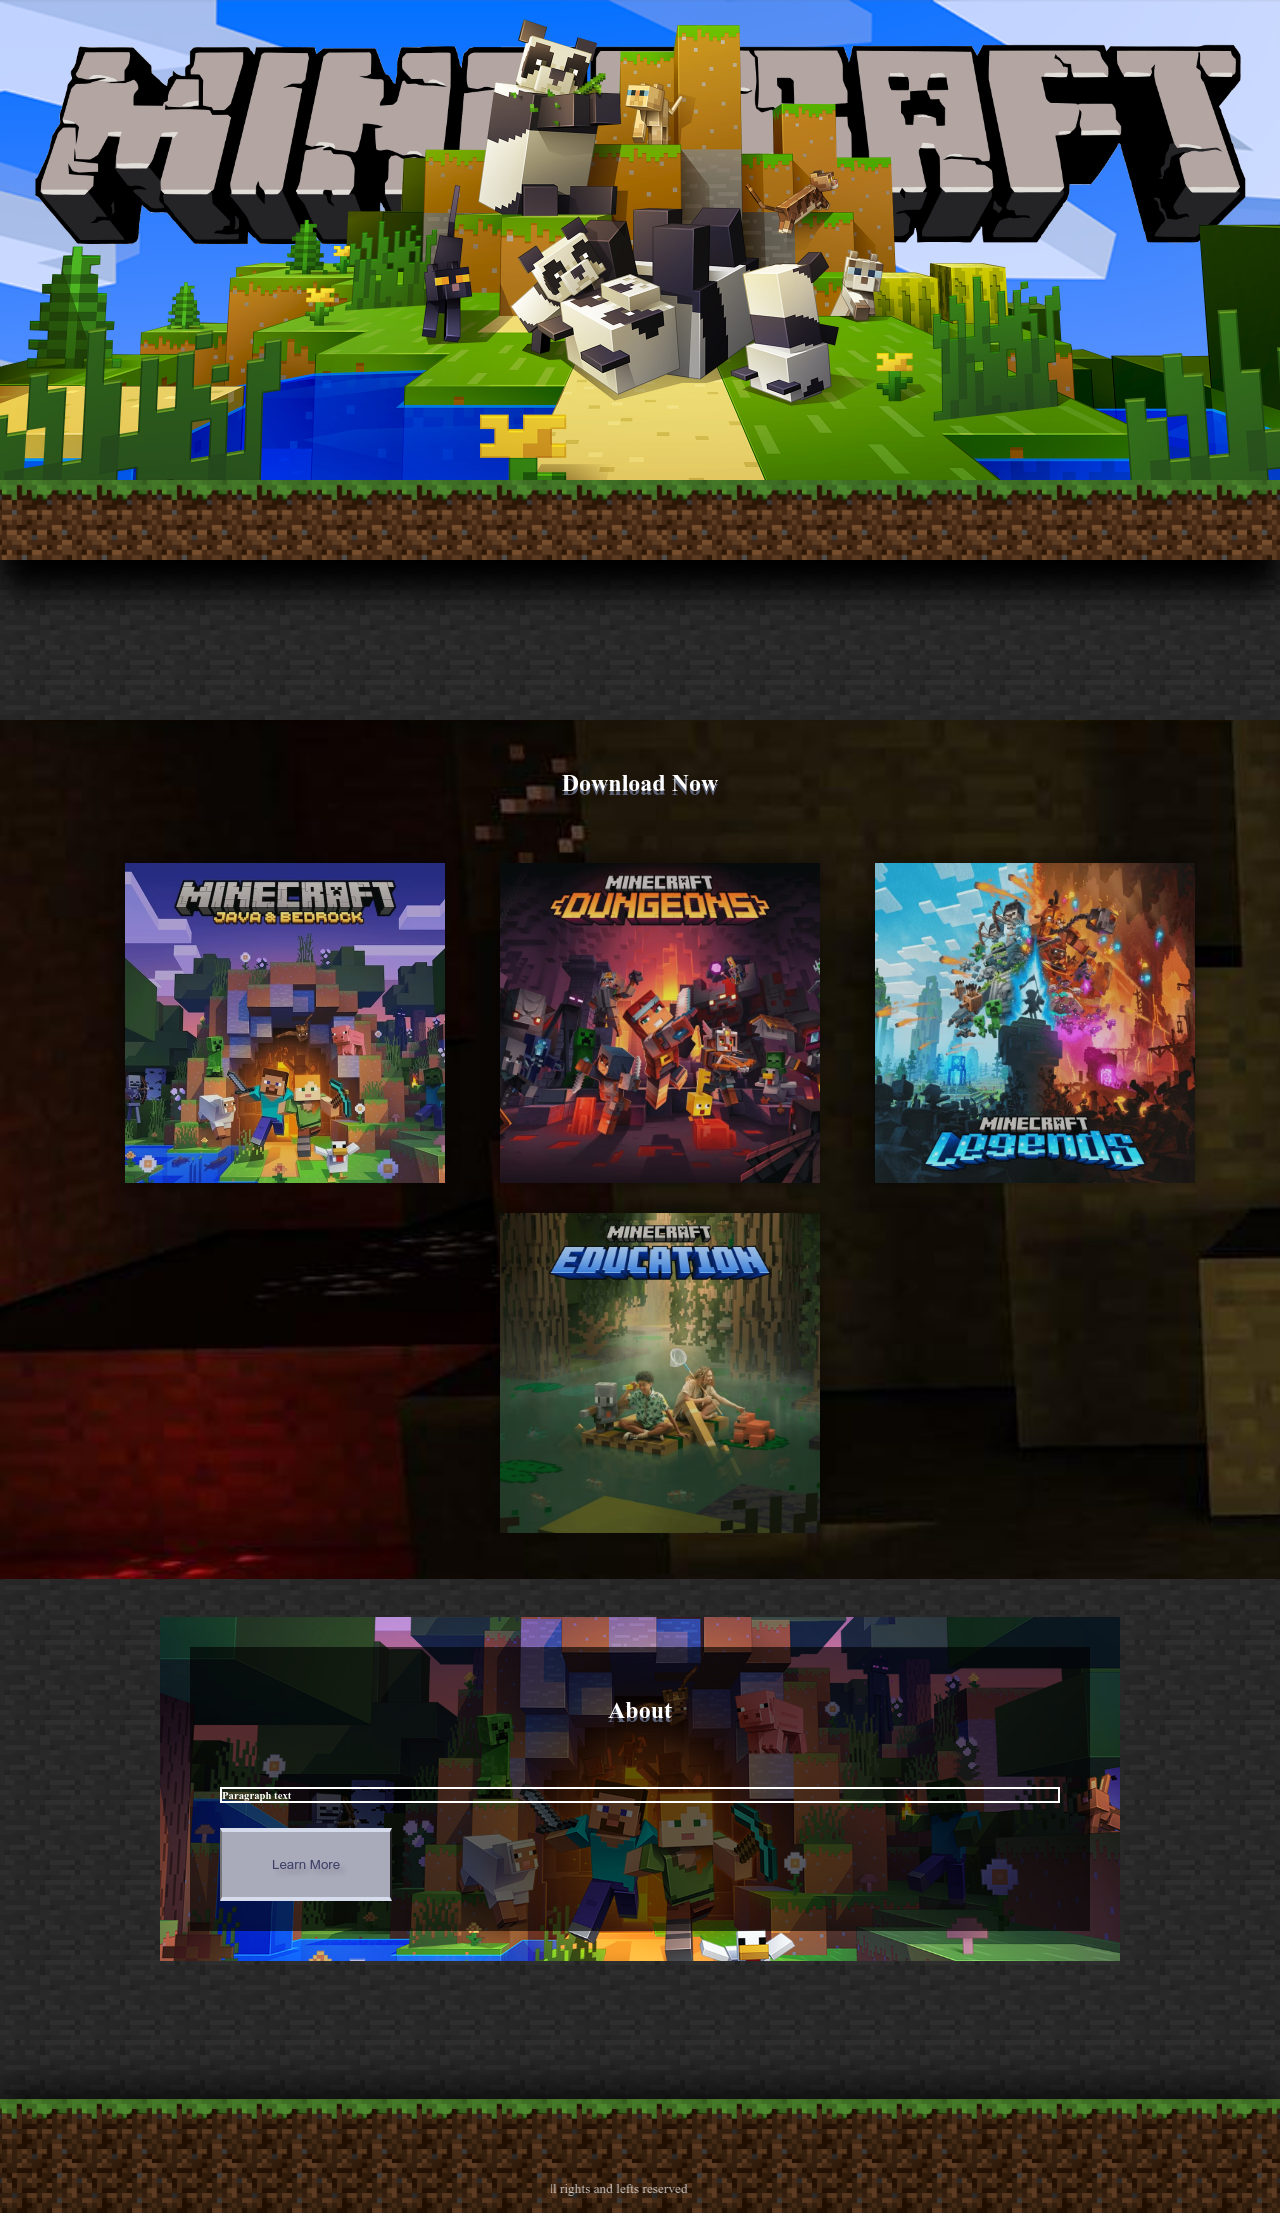 MINECRAFT
Download Now
MINECRAFT
JAVA & BEDROCK
MINECRAFT
DUNGEONS
MINECRAFT
Legends
MINECRAFT
EDUCATION
About
Paragraph text
Learn More
ll rights and lefts reserved